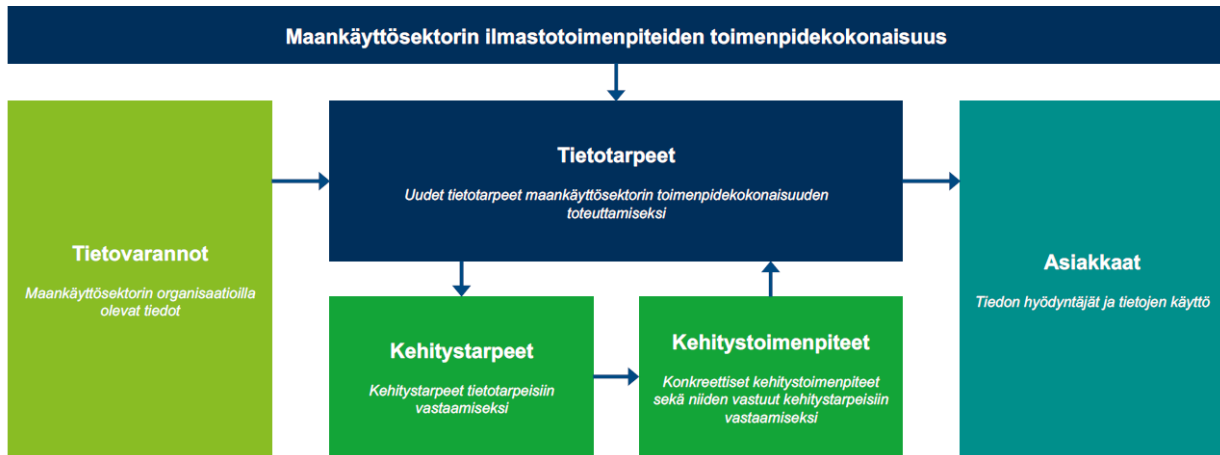 Maankäyttösektorin ilmastotoimenpiteiden toimenpidekokonaisuus
Tietovarannot
Maankäyttösektorin organisaatioilla
olevat tiedot
Tietotarpeet
Uudet tietotarpeet maankäyttösektorin toimenpidekokonaisuuden
toteuttamiseksi
Kehitystarpeet
Kehitystarpeet tietotarpeisiin
vastaamiseksi
Kehitystoimenpiteet
Konkreettiset kehitystoimenpiteet
sekä niiden vastuut kehitystarpeisiin
vastaamiseksi
Asiakkaat
Tiedon hyödyntäjät ja tietojen käyttö